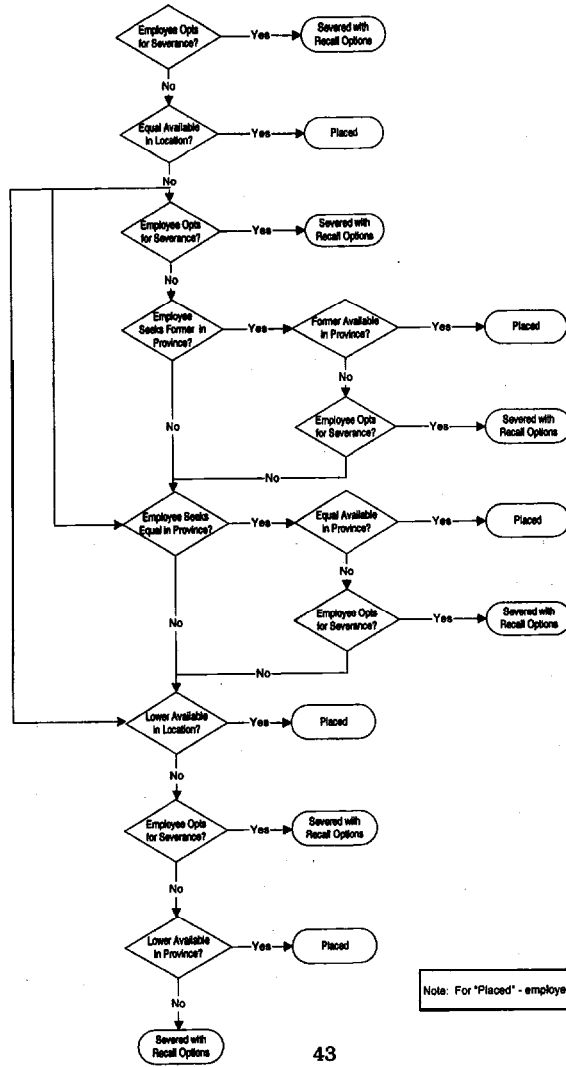 Employee Opts
for Severance?
Yes
Severed with
Recall Options
No
Equal Available
in Location?
Yes
Placed
No
Employee Opts
for Severance?
Yes
Severed with
Recall Options
No
Employee
Seeks Former in
Province?
Yes
Former Available
in Province?
Yes
Placed
No
Employee Opts
for Severance?
Yes
Severed with
Recall Options
No
No
Employee Seeks
Equal in Province?
Yes
Equal Available
in Province?
Yes
Placed
No
Employee Opts
for Severance?
Yes
Severed with
Recall Options
No
No
Lower Available
in Location?
Yes
Placed
No
Employee Opts
for Severance?
Yes
Severed with
Recall Options
No
Lower Available
in Province?
Yes
Placed
No
Severed with
Recall Options
Note: For "Placed" - employe
43